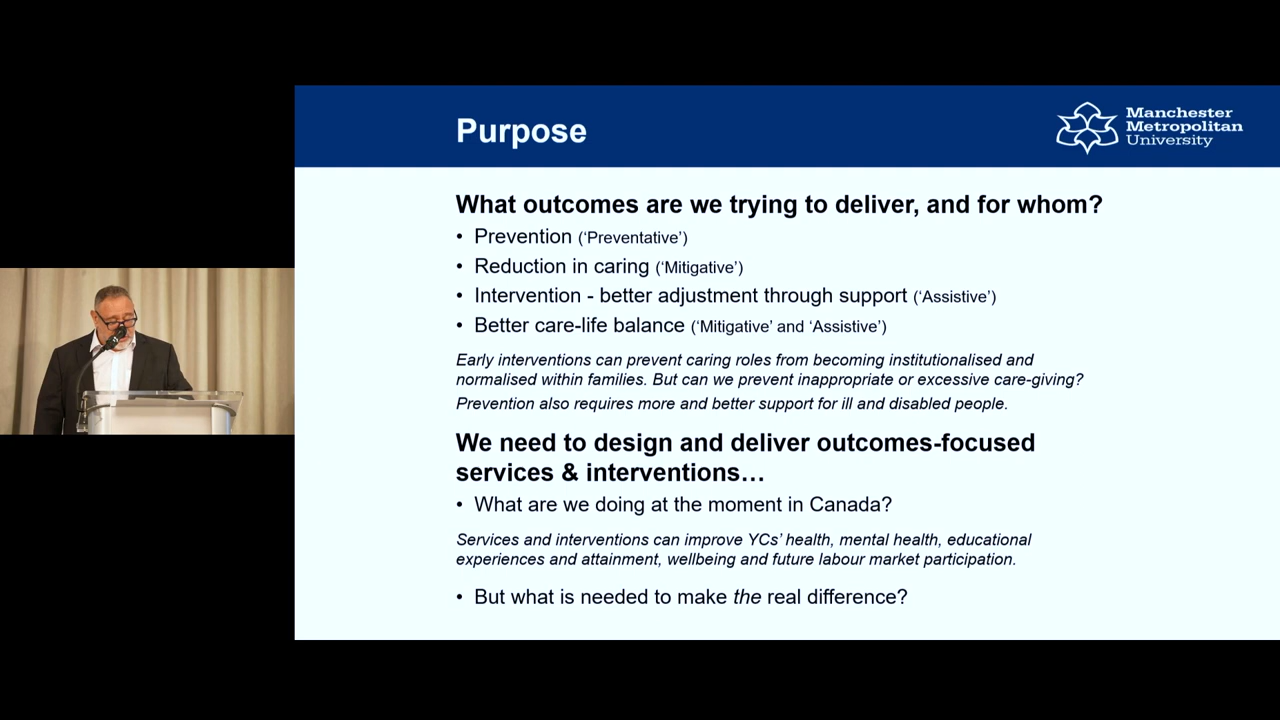 Purpose
Manchester
Metropolitan
University
What outcomes are we trying to deliver, and for whom?
• Prevention (‘Preventative’)
• Reduction in caring (‘Mitigative’)
• Intervention - better adjustment through support (‘Assistive’)
• Better care-life balance (‘Mitigative’ and ‘Assistive’)
Early interventions can prevent caring roles from becoming institutionalised and
normalised within families. But can we prevent inappropriate or excessive care-giving?
Prevention also requires more and better support for ill and disabled people.
We need to design and deliver outcomes-focused
services & interventions…
• What are we doing at the moment in Canada?
Services and interventions can improve YCs’ health, mental health, educational
experiences and attainment, wellbeing and future labour market participation.
• But what is needed to make the real difference?